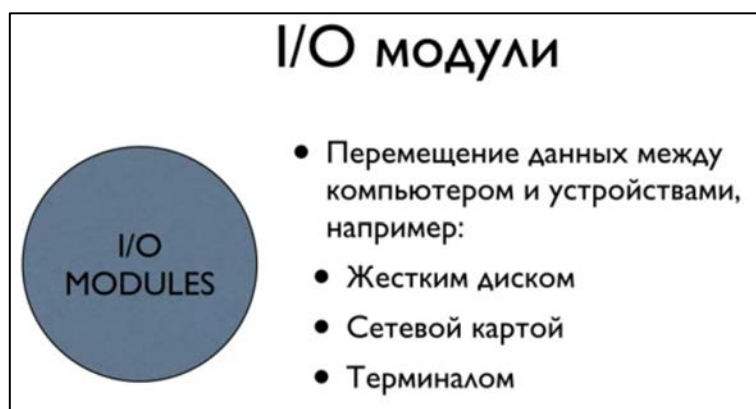 I/O модули
I/O
MODULES
• Перемещение данных между
компьютером и устройствами,
например:
• Жестким диском
• Сетевой картой
• Терминалом